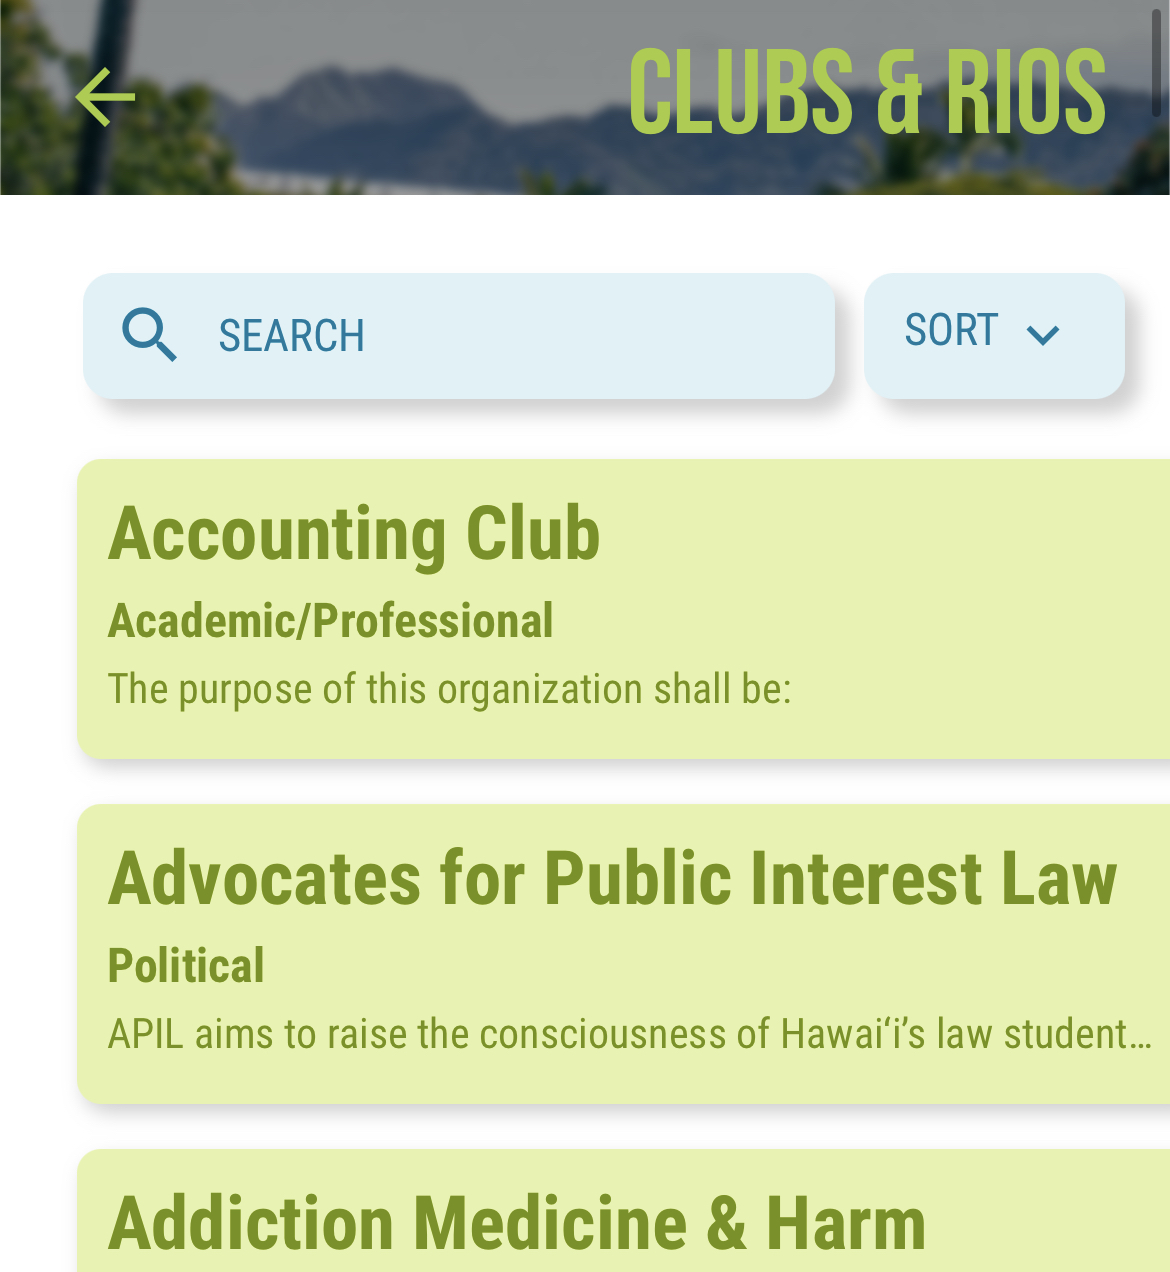 CLUBS & RIOS
SEARCH
SORT
Accounting Club
Academic/Professional
The purpose of this organization shall be:
Advocates for Public Interest Law
Political
APIL aims to raise the consciousness of Hawai‘i’s law student…
Addiction Medicine & Harm